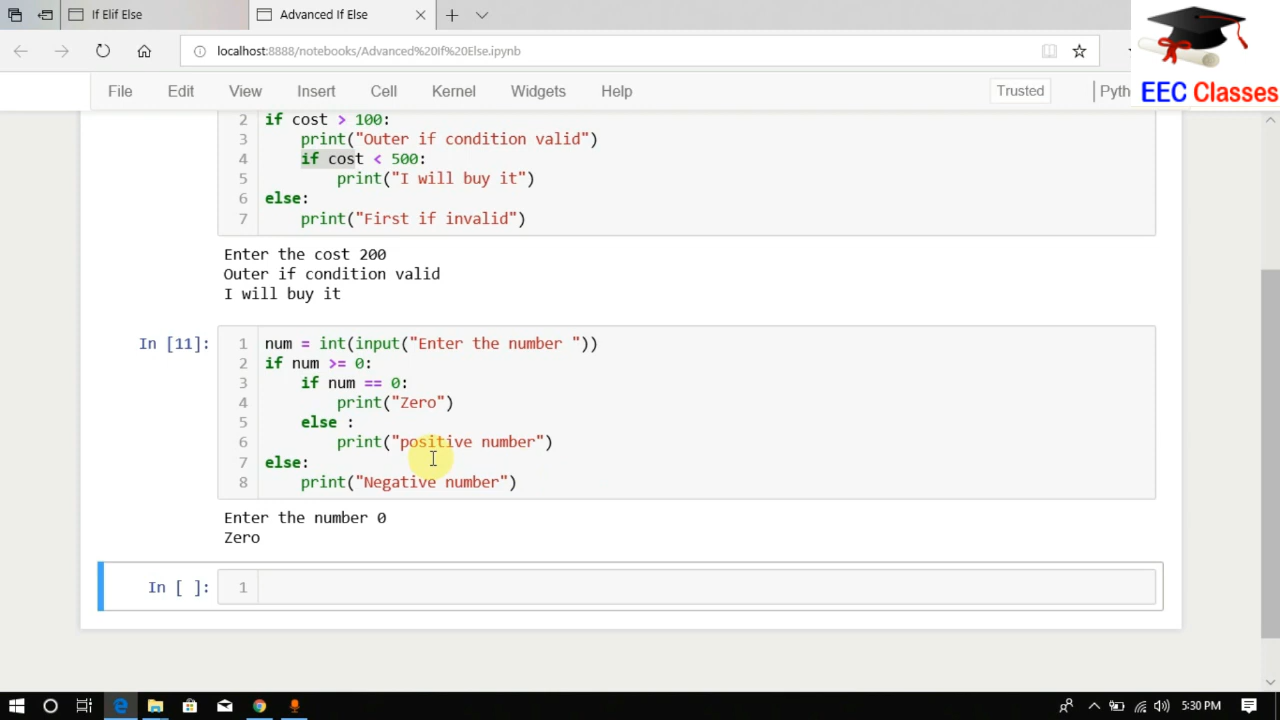 If Elif Else
Advanced If Else
localhost:8888/notebooks/Advanced%20If%20Else.ipynb
EEC Classes
File Edit View Insert Cell Kernel Widgets Help Trusted Pyth
2 if cost > 100:
3 print("Outer if condition valid")
4 if cost < 500:
5 print("I will buy it")
6 else:
7 print("First if invalid")
Enter the cost 200
Outer if condition valid
I will buy it
In [11]: 1 num = int(input("Enter the number "))
2 if num >= 0:
3 if num == 0:
4 print("Zero")
5 else :
6 print("positive number")
7 else:
8 print("Negative number")
Enter the number 0
Zero
In [ ]: 1
5:30 PM